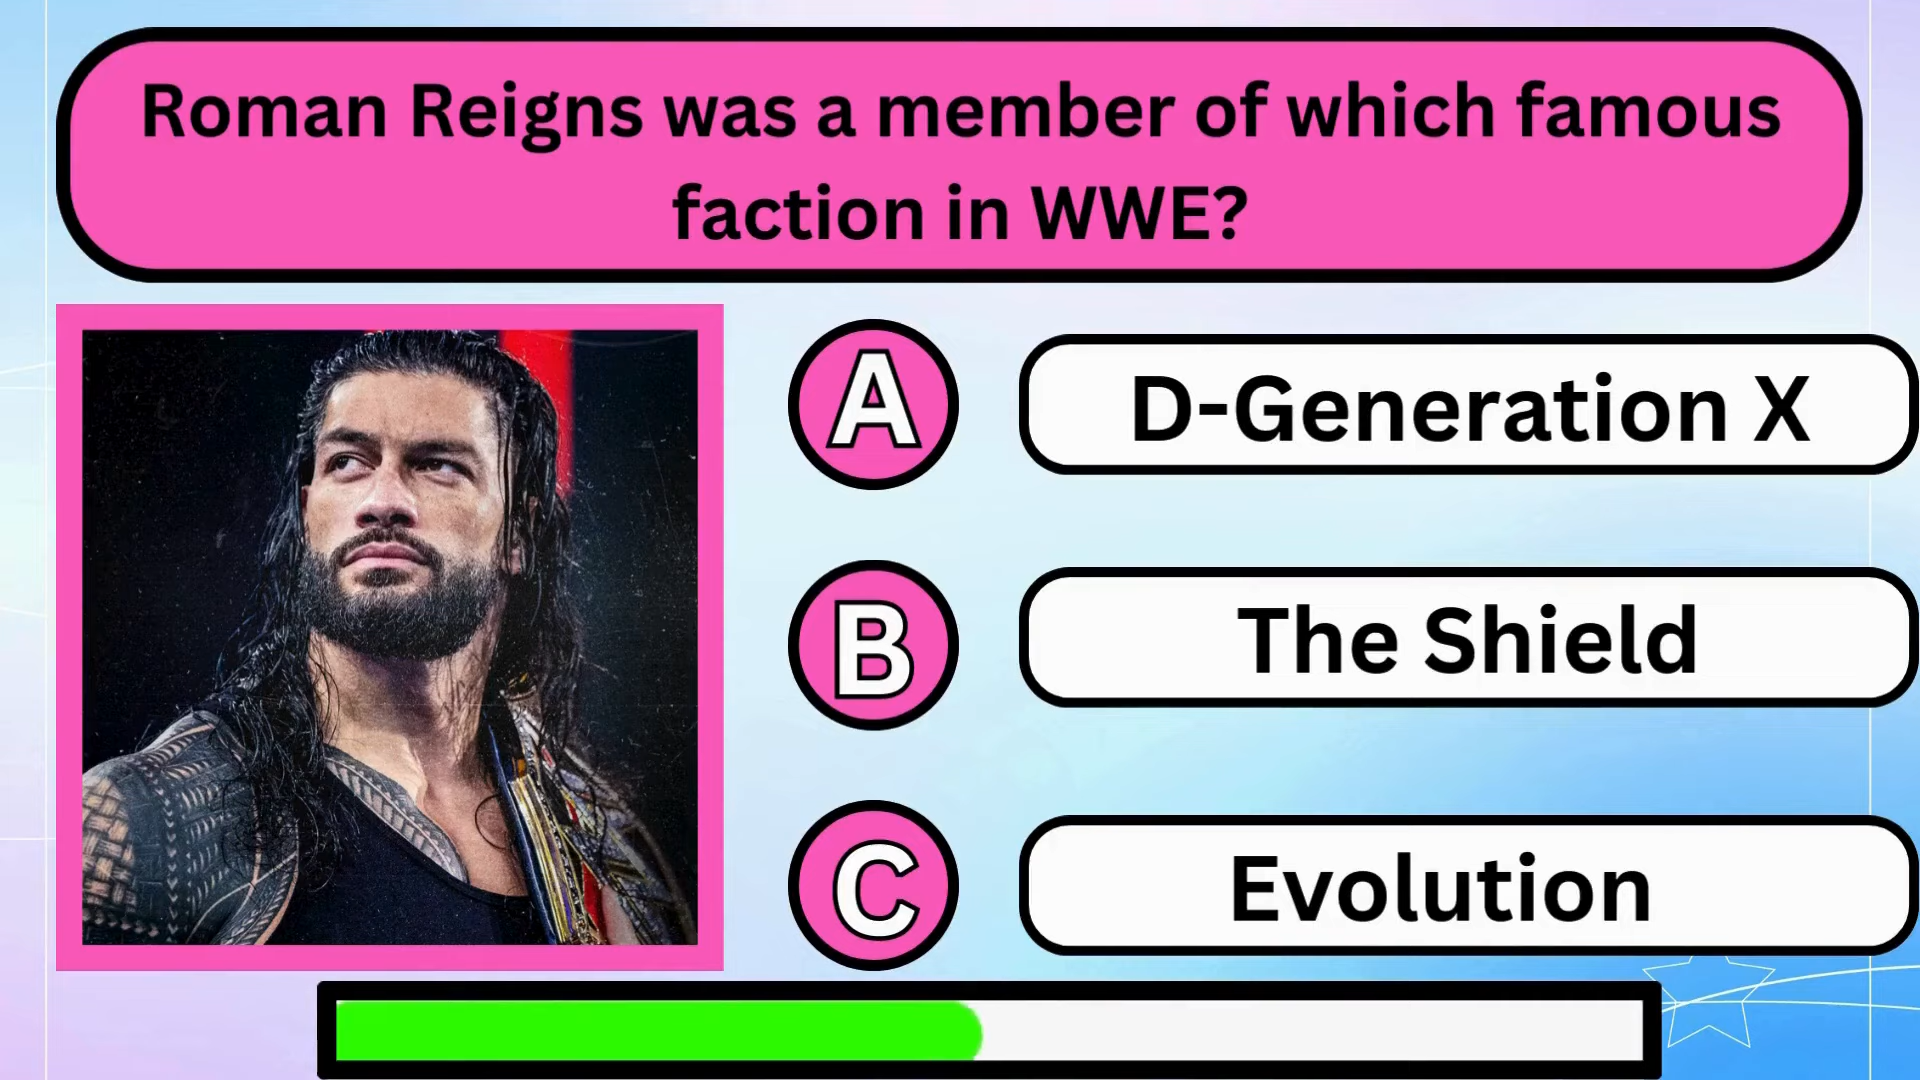 Roman Reigns was a member of which famous
faction in WWE?
A
D-Generation X
B
The Shield
C
Evolution